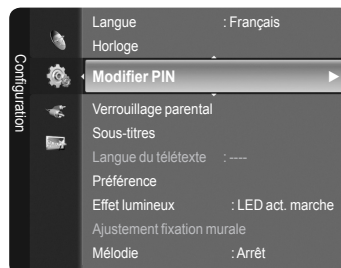 Configuration
Langue : Français
Horloge
Modifier PIN
Verrouillage parental
Sous-titres
Langue du télétexte : ----
Préférence
Effet lumineux : LED act. marche
Ajustement fixation murale
Mélodie : Arrêt